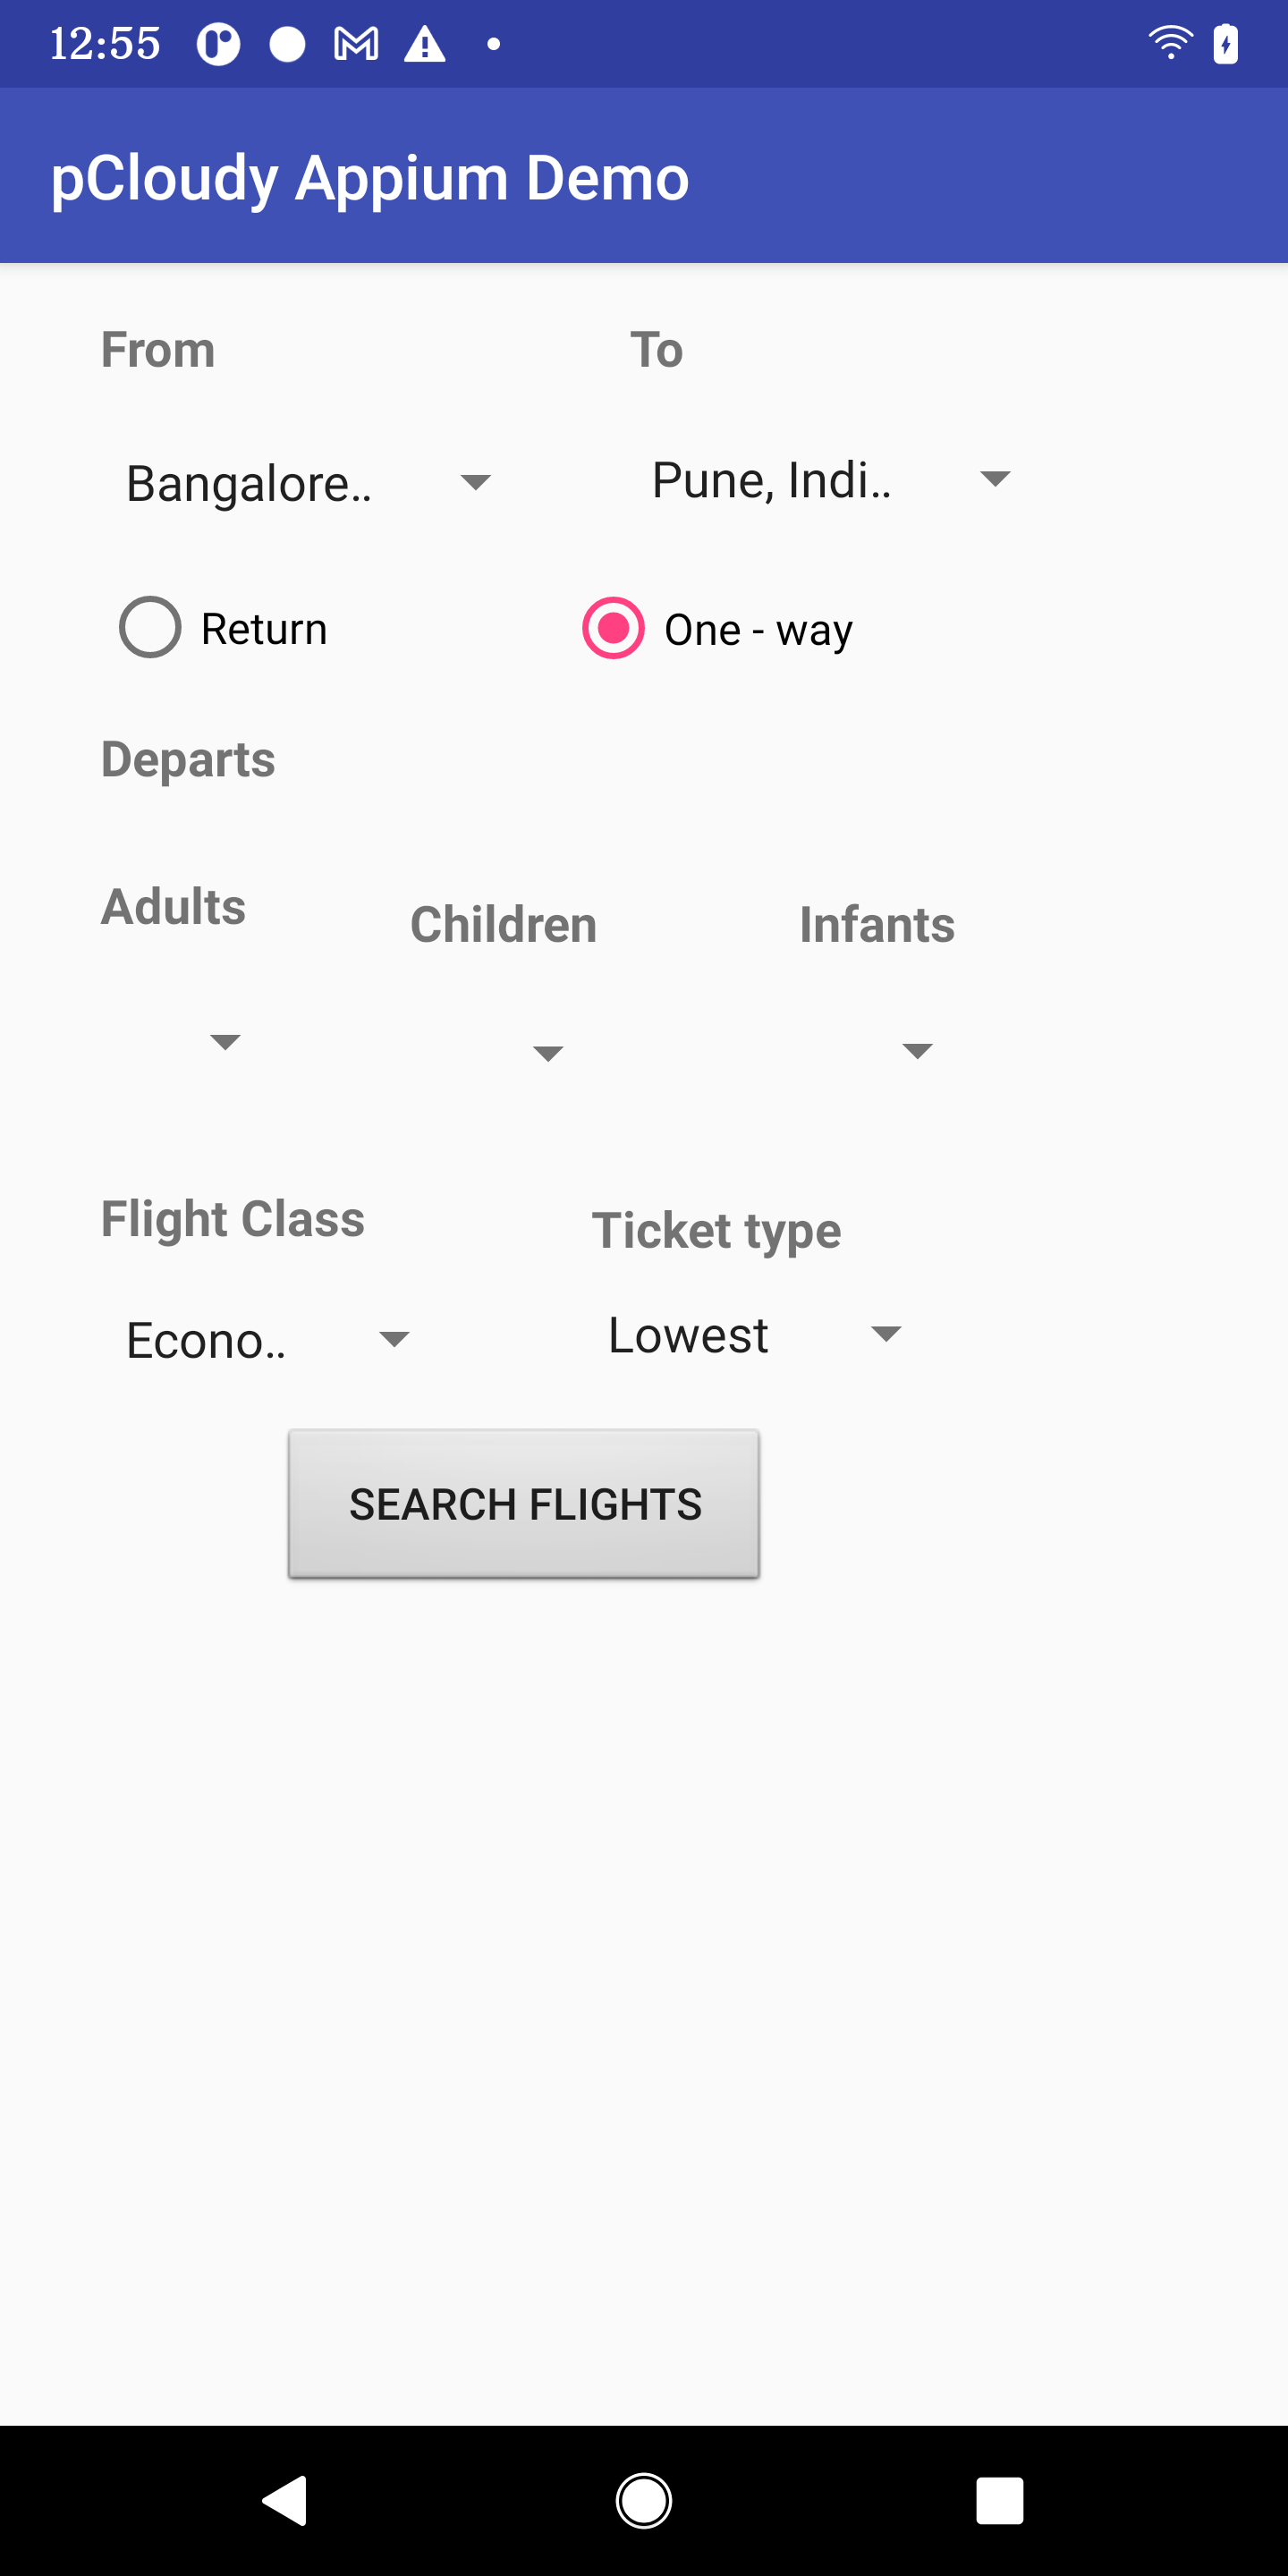 12:55
pCloudy Appium Demo
From To
Bangalore.. Pune, Indi..
Return One - way
Departs
Adults Children Infants
Flight Class Ticket type
Econo.. Lowest
SEARCH FLIGHTS